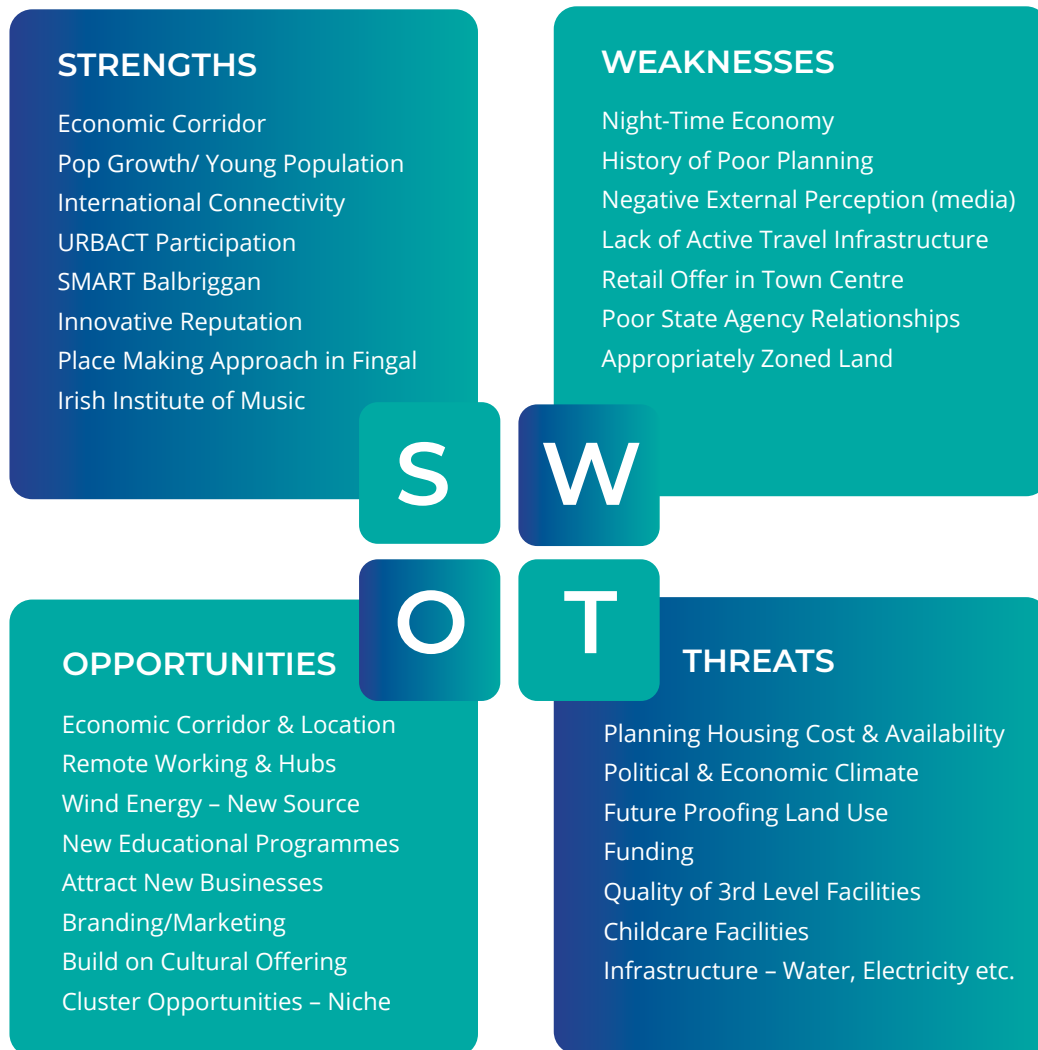 STRENGTHS
Economic Corridor
Pop Growth/ Young Population
International Connectivity
URBACT Participation
SMART Balbriggan
Innovative Reputation
Place Making Approach in Fingal
Irish Institute of Music
WEAKNESSES
Night-Time Economy
History of Poor Planning
Negative External Perception (media)
Lack of Active Travel Infrastructure
Retail Offer in Town Centre
Poor State Agency Relationships
Appropriately Zoned Land
S
W
O
T
OPPORTUNITIES
Economic Corridor & Location
Remote Working & Hubs
Wind Energy – New Source
New Educational Programmes
Attract New Businesses
Branding/Marketing
Build on Cultural Offering
Cluster Opportunities – Niche
THREATS
Planning Housing Cost & Availability
Political & Economic Climate
Future Proofing Land Use
Funding
Quality of 3rd Level Facilities
Childcare Facilities
Infrastructure – Water, Electricity etc.